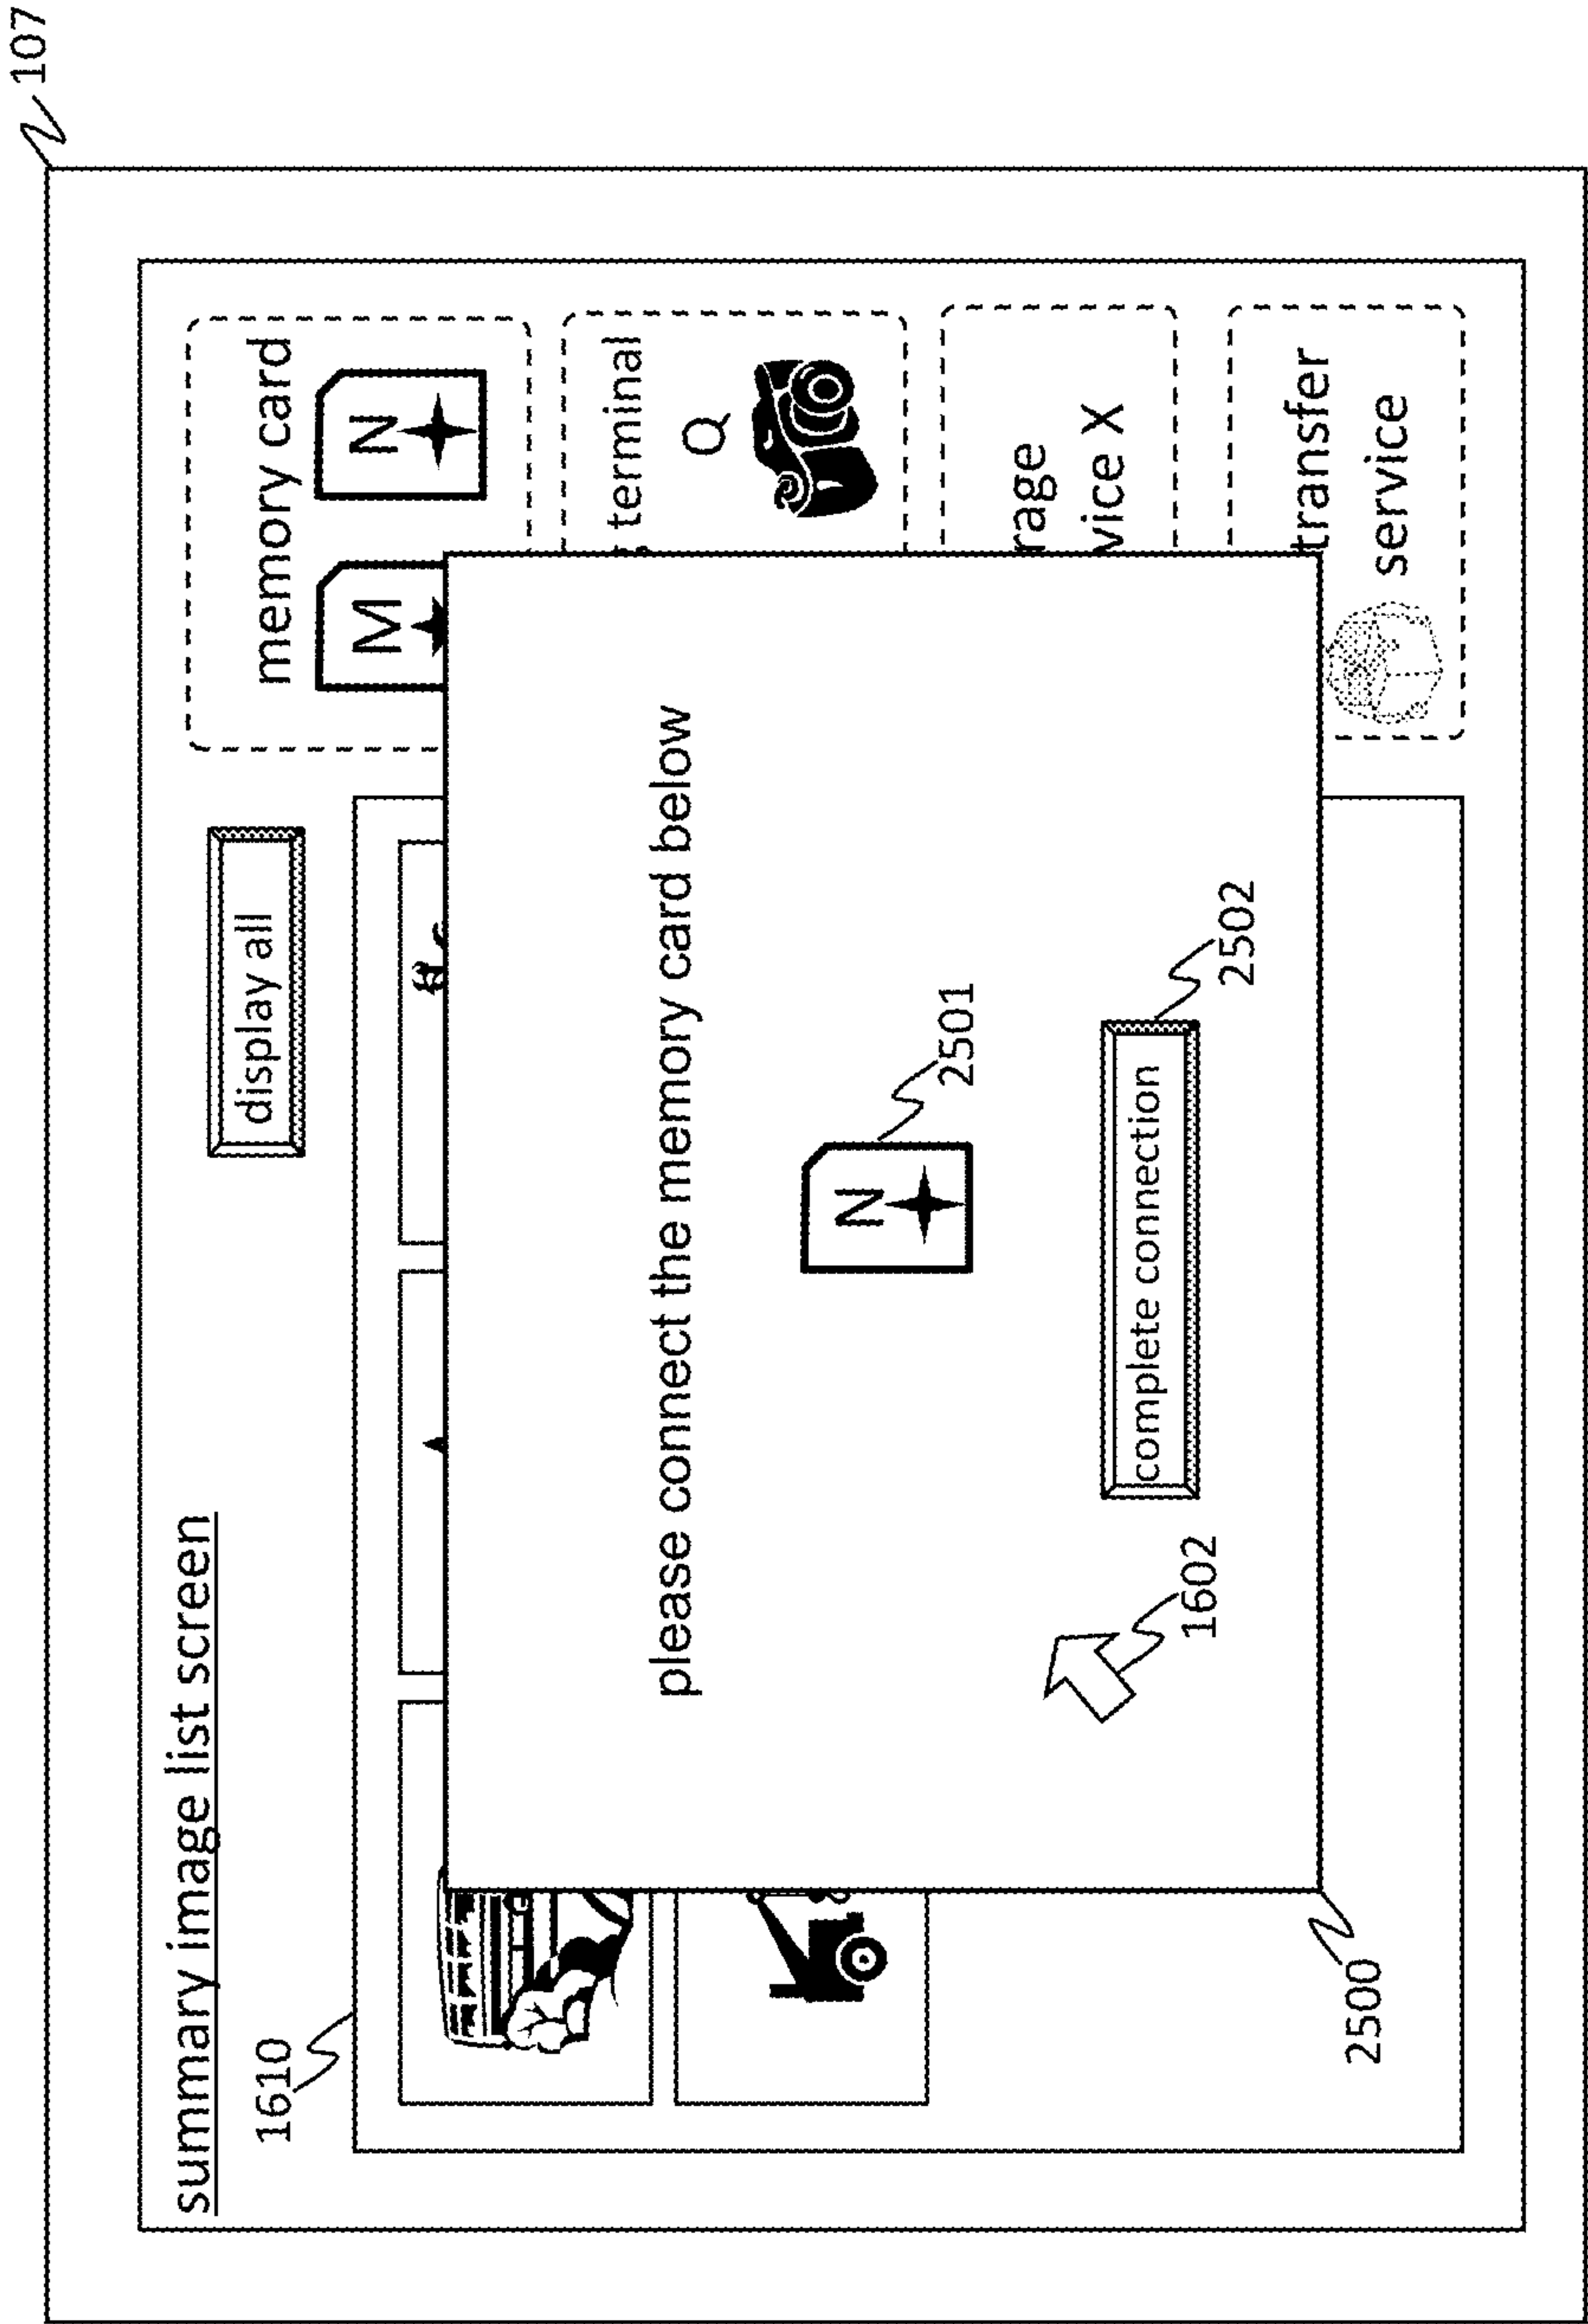 107
summary image list screen
display all
1610
memory card
M
N
terminal
Q
rage
vice X
transfer
service
please connect the memory card below
N
2501
complete connection
2502
1602
2500